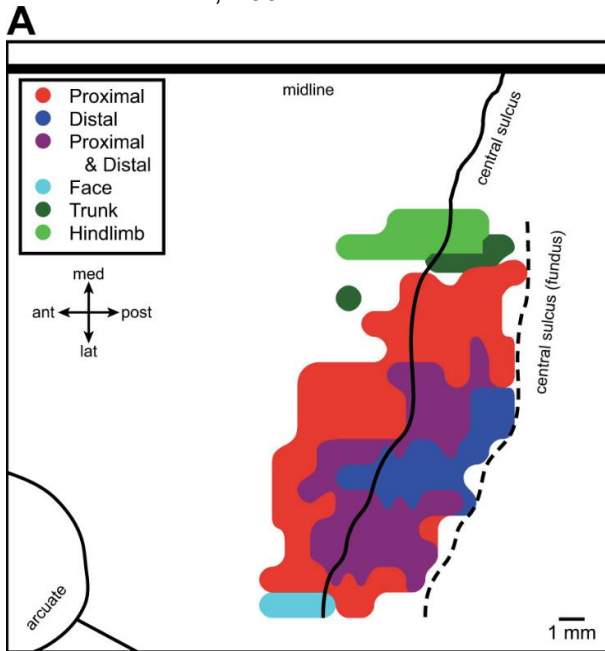 A
midline
central sulcus
Proximal
Distal
Proximal
& Distal
Face
Trunk
Hindlimb
med
ant
post
lat
central sulcus (fundus)
arcuate
1 mm